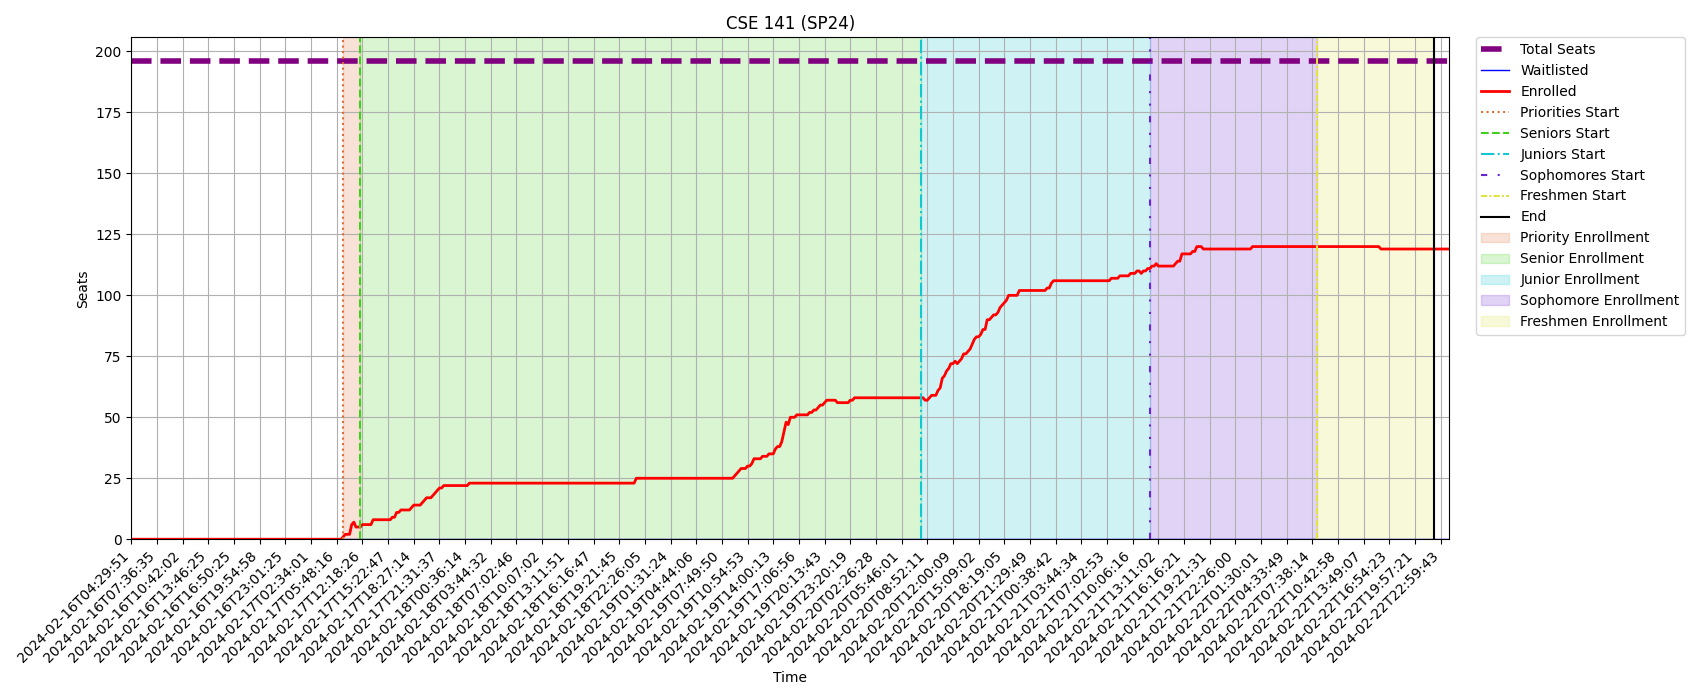 CSE 141 (SP24)
Seats
200
175
150
125
100
75
50
25
0
2024-02-16T04:29:51
2024-02-16T07:36:35
2024-02-16T10:42:02
2024-02-16T13:46:25
2024-02-16T16:50:25
2024-02-16T19:54:58
2024-02-16T23:01:25
2024-02-17T02:34:01
2024-02-17T05:48:16
2024-02-17T12:18:26
2024-02-17T15:22:47
2024-02-17T18:27:14
2024-02-17T21:31:37
2024-02-18T00:36:14
2024-02-18T03:44:32
2024-02-18T07:02:46
2024-02-18T10:07:02
2024-02-18T13:11:51
2024-02-18T16:16:47
2024-02-18T19:21:45
2024-02-18T22:26:05
2024-02-19T01:31:24
2024-02-19T04:44:06
2024-02-19T07:49:50
2024-02-19T10:54:53
2024-02-19T14:00:13
2024-02-19T17:06:56
2024-02-19T20:13:43
2024-02-19T23:20:19
2024-02-20T02:26:28
2024-02-20T05:46:01
2024-02-20T08:52:11
2024-02-20T12:00:09
2024-02-20T15:09:02
2024-02-20T18:19:05
2024-02-20T21:29:49
2024-02-21T00:38:42
2024-02-21T03:44:34
2024-02-21T07:02:53
2024-02-21T10:06:16
2024-02-21T13:11:02
2024-02-21T16:16:21
2024-02-21T19:21:31
2024-02-21T22:26:00
2024-02-22T01:30:01
2024-02-22T04:33:49
2024-02-22T07:38:14
2024-02-22T10:42:58
2024-02-22T13:49:07
2024-02-22T16:54:23
2024-02-22T19:57:21
2024-02-22T22:59:43
Time
Total Seats
Waitlisted
Enrolled
Priorities Start
Seniors Start
Juniors Start
Sophomores Start
Freshmen Start
End
Priority Enrollment
Senior Enrollment
Junior Enrollment
Sophomore Enrollment
Freshmen Enrollment